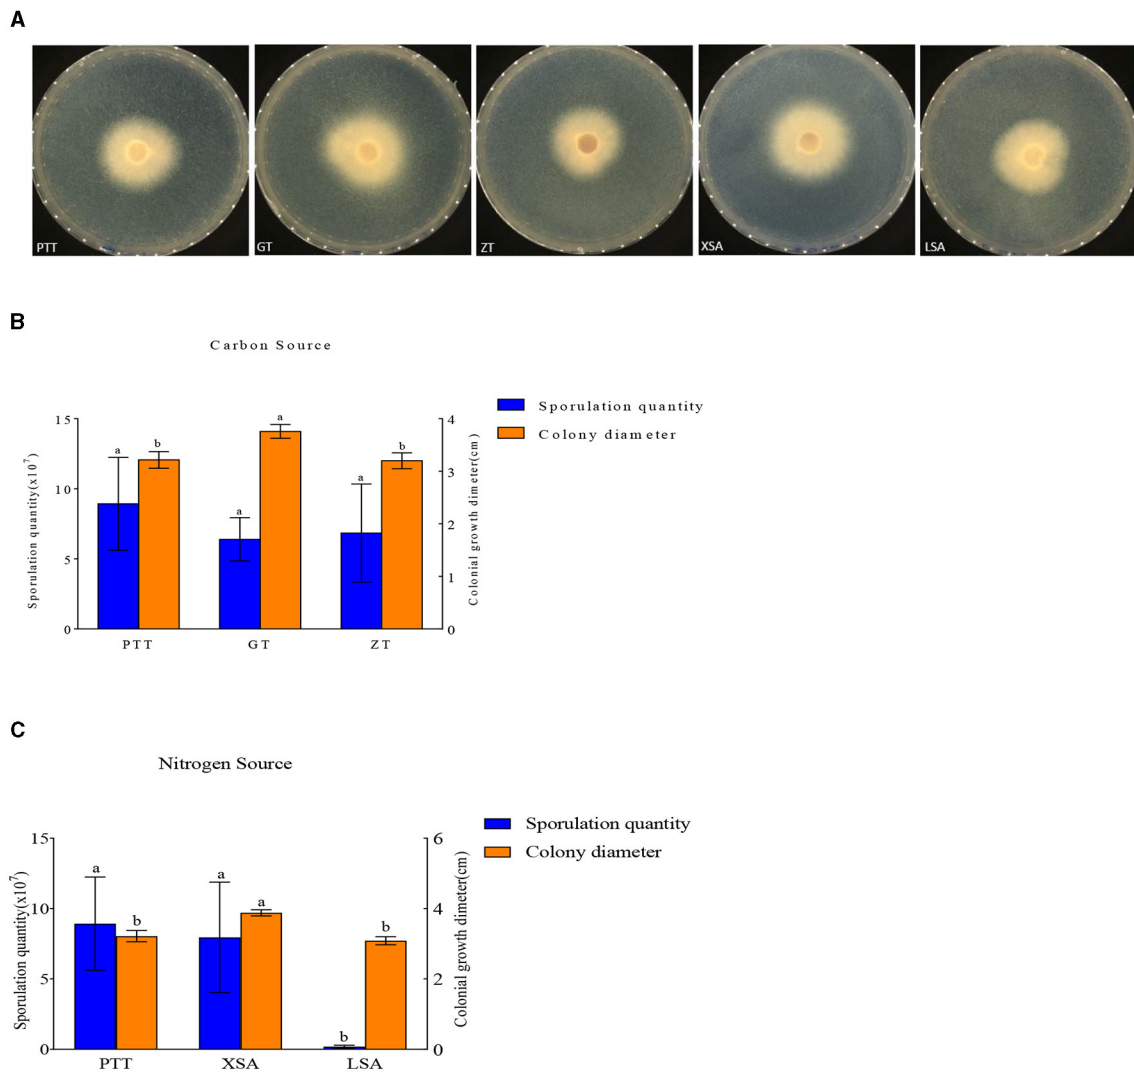 A
PTT
GT
ZT
XSA
LSA
B
Carbon Source
Sporulation quantity
Colony diameter
Sporulation quantity(x10⁷)
15
10
5
0
a
b
a
a
a
b
4
3
2
1
0
Colonial growth dimeter(cm)
PTT
GT
ZT
C
Nitrogen Source
Sporulation quantity
Colony diameter
Sporulation quantity(x10⁷)
15
10
5
0
a
b
a
a
b
b
6
4
2
0
Colonial growth dimeter(cm)
PTT
XSA
LSA